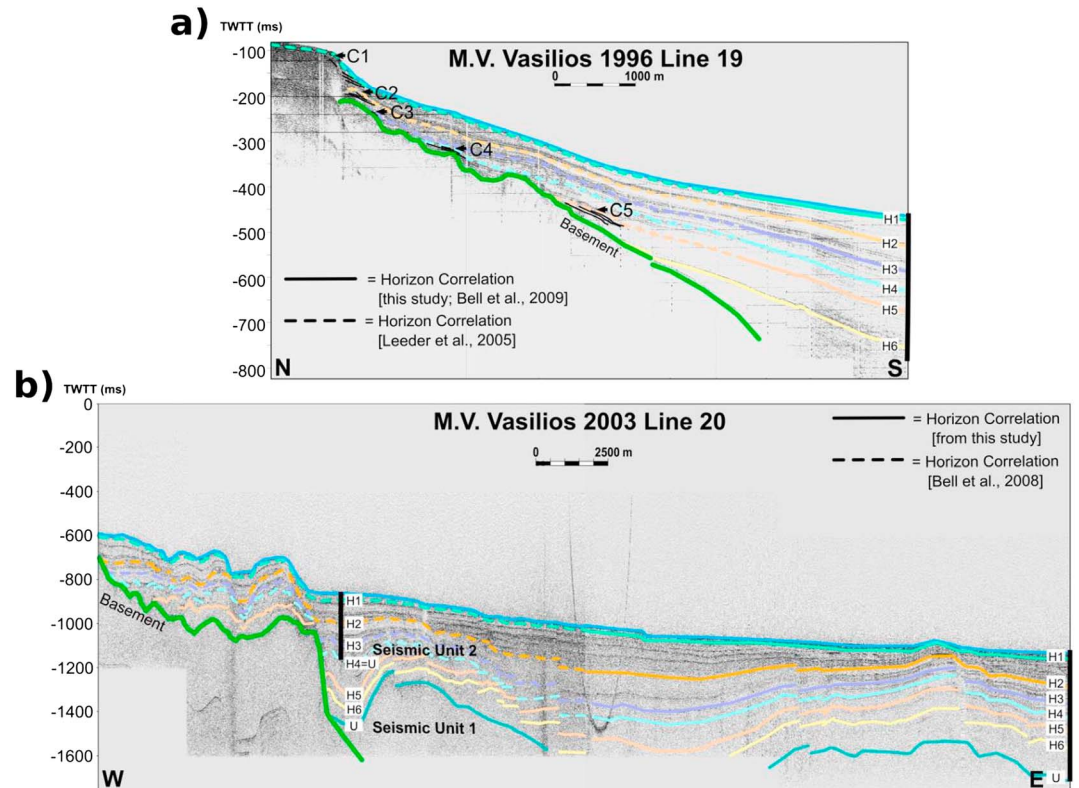 a) TWTT (ms)
M.V. Vasilios 1996 Line 19
0 1000 m
-100
-200
-300
-400
-500
-600
-700
-800
C1
C2
C3
C4
C5
Basement
H1
H2
H3
H4
H5
H6
= Horizon Correlation
[this study; Bell et al., 2009]
= Horizon Correlation
[Leeder et al., 2005]
N S
b) TWTT (ms)
M.V. Vasilios 2003 Line 20
0 2500 m
= Horizon Correlation
[from this study]
= Horizon Correlation
[Bell et al., 2008]
0
-200
-400
-600
-800
-1000
-1200
-1400
-1600
Basement
H1
H2
H3
H4=U
H5
H6
U
Seismic Unit 2
Seismic Unit 1
H1
H2
H3
H4
H5
H6
U
W E